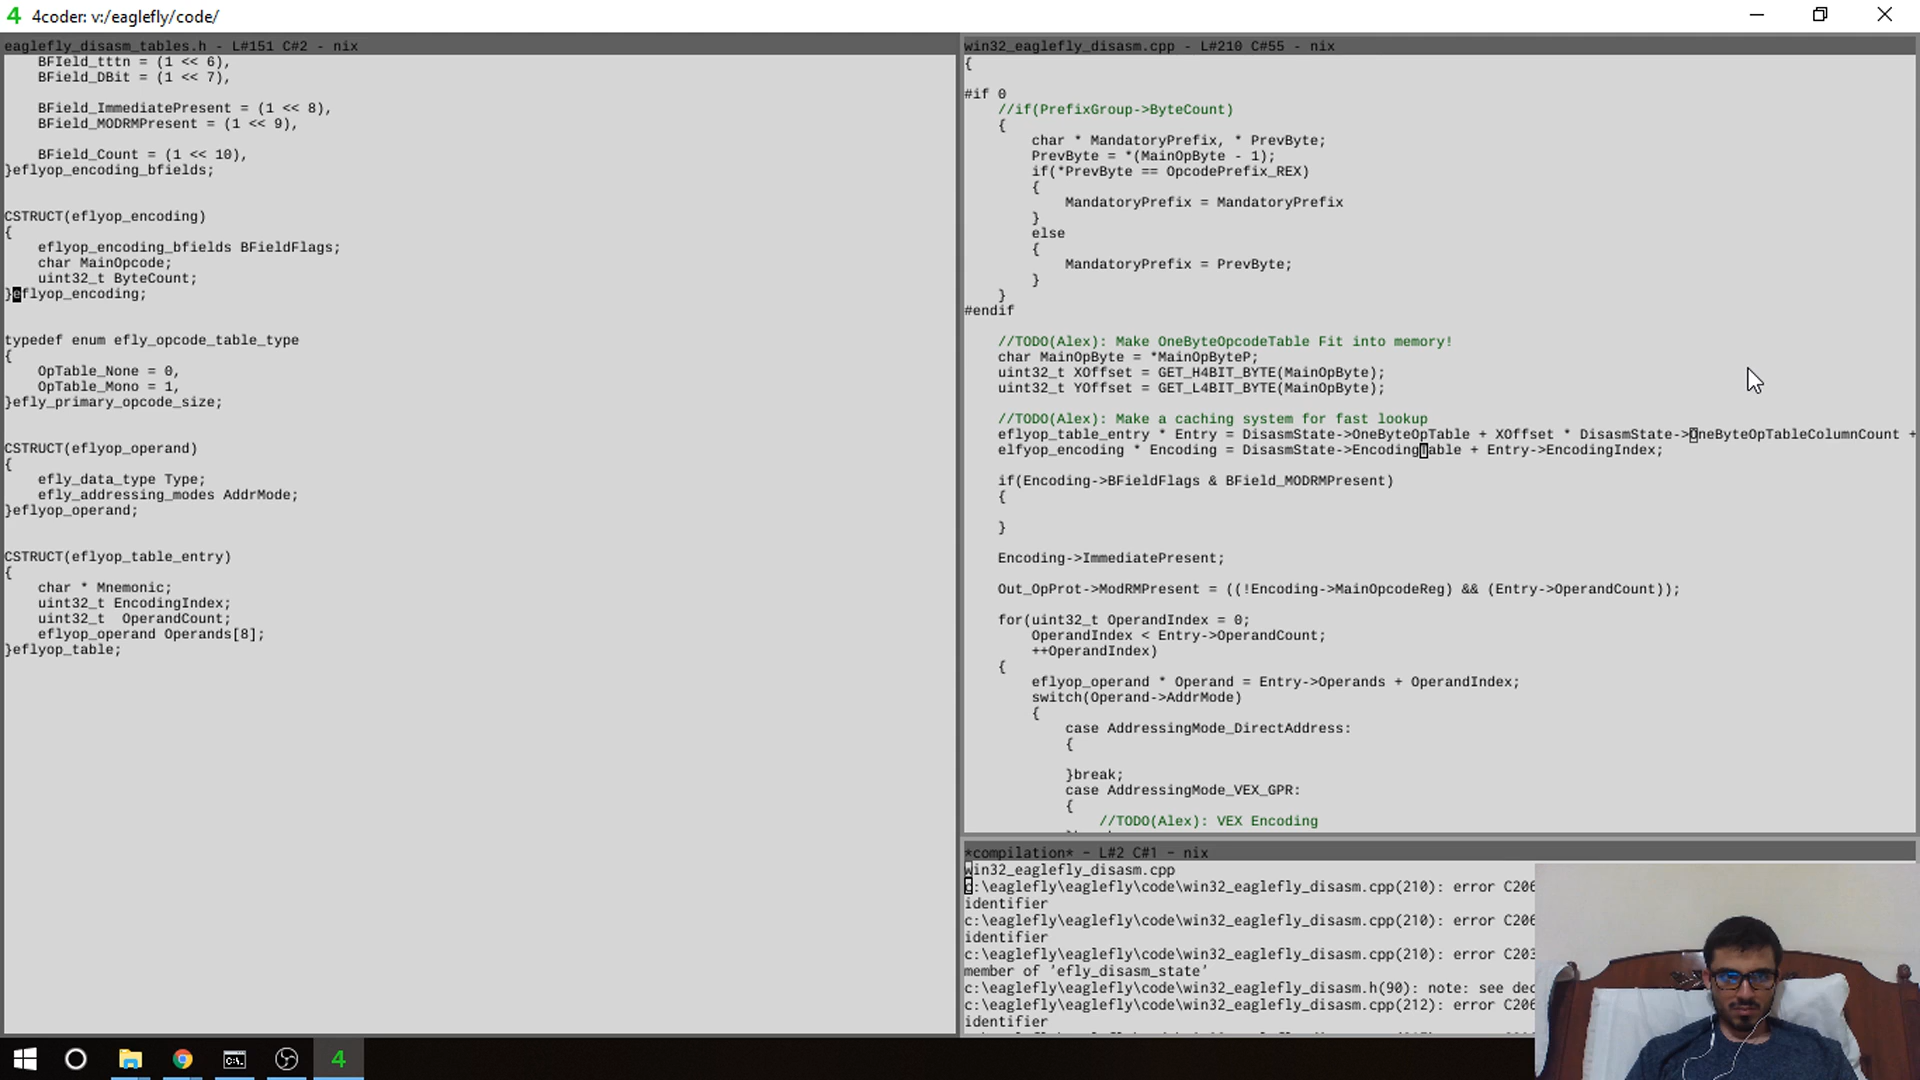 4 4coder: v:/eaglefly/code/
eaglefly_disasm_tables.h - L#151 C#2 - nix
BFIeld_tttn = (1 << 6),
BField_DBit = (1 << 7),
BField_ImmediatePresent = (1 << 8),
BField_MODRMPresent = (1 << 9),
BField_Count = (1 << 10),
}eflyop_encoding_bfields;
CSTRUCT(eflyop_encoding)
{
eflyop_encoding_bfields BFieldFlags;
char MainOpcode;
uint32_t ByteCount;
}eflyop_encoding;
typedef enum efly_opcode_table_type
{
OpTable_None = 0,
OpTable_Mono = 1,
}efly_primary_opcode_size;
CSTRUCT(eflyop_operand)
{
efly_data_type Type;
efly_addressing_modes AddrMode;
}eflyop_operand;
CSTRUCT(eflyop_table_entry)
{
char * Mnemonic;
uint32_t EncodingIndex;
uint32_t  OperandCount;
eflyop_operand Operands[8];
}eflyop_table;
win32_eaglefly_disasm.cpp - L#210 C#55 - nix
{
#if 0
//if(PrefixGroup->ByteCount)
{
char * MandatoryPrefix, * PrevByte;
PrevByte = *(MainOpByte - 1);
if(*PrevByte == OpcodePrefix_REX)
{
MandatoryPrefix = MandatoryPrefix
}
else
{
MandatoryPrefix = PrevByte;
}
}
#endif
//TODO(Alex): Make OneByteOpcodeTable Fit into memory!
char MainOpByte = *MainOpByteP;
uint32_t XOffset = GET_H4BIT_BYTE(MainOpByte);
uint32_t YOffset = GET_L4BIT_BYTE(MainOpByte);
//TODO(Alex): Make a caching system for fast lookup
eflyop_table_entry * Entry = DisasmState->OneByteOpTable + XOffset * DisasmState->OneByteOpTableColumnCount +
elfyop_encoding * Encoding = DisasmState->EncodingTable + Entry->EncodingIndex;
if(Encoding->BFieldFlags & BField_MODRMPresent)
{
}
Encoding->ImmediatePresent;
Out_OpProt->ModRMPresent = ((!Encoding->MainOpcodeReg) && (Entry->OperandCount));
for(uint32_t OperandIndex = 0;
OperandIndex < Entry->OperandCount;
++OperandIndex)
{
eflyop_operand * Operand = Entry->Operands + OperandIndex;
switch(Operand->AddrMode)
{
case AddressingMode_DirectAddress:
{
}break;
case AddressingMode_VEX_GPR:
{
//TODO(Alex): VEX Encoding
*compilation* - L#2 C#1 - nix
win32_eaglefly_disasm.cpp
c:\eaglefly\eaglefly\code\win32_eaglefly_disasm.cpp(210): error C206
identifier
c:\eaglefly\eaglefly\code\win32_eaglefly_disasm.cpp(210): error C206
identifier
c:\eaglefly\eaglefly\code\win32_eaglefly_disasm.cpp(210): error C203
member of 'efly_disasm_state'
c:\eaglefly\eaglefly\code\win32_eaglefly_disasm.h(90): note: see dec
c:\eaglefly\eaglefly\code\win32_eaglefly_disasm.cpp(212): error C206
identifier
4